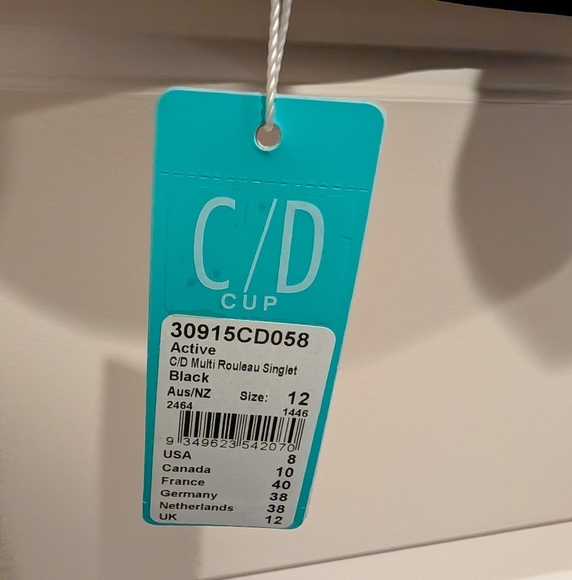 C/D
CUP
30915CD058
Active
C/D Multi Rouleau Singlet
Black
Aus/NZ Size: 12
2464 1446
9 349623 542070
USA 8
Canada 10
France 40
Germany 38
Netherlands 38
UK 12